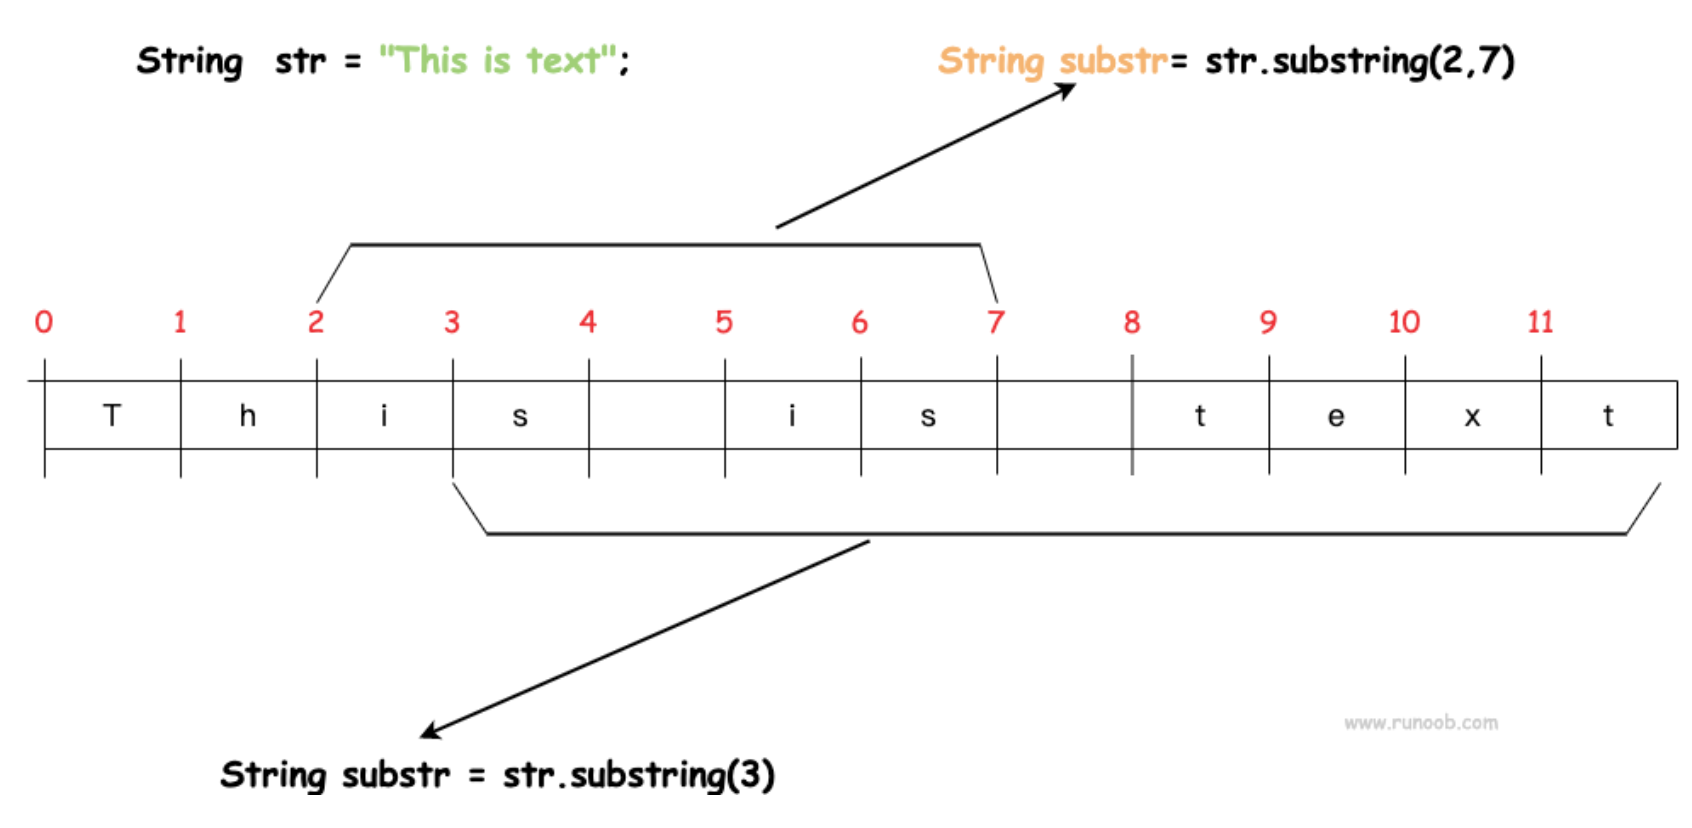 String  str = "This is text";
String substr= str.substring(2,7)
0 1 2 3 4 5 6 7 8 9 10 11
T h i s i s t e x t
www.runoob.com
String substr = str.substring(3)